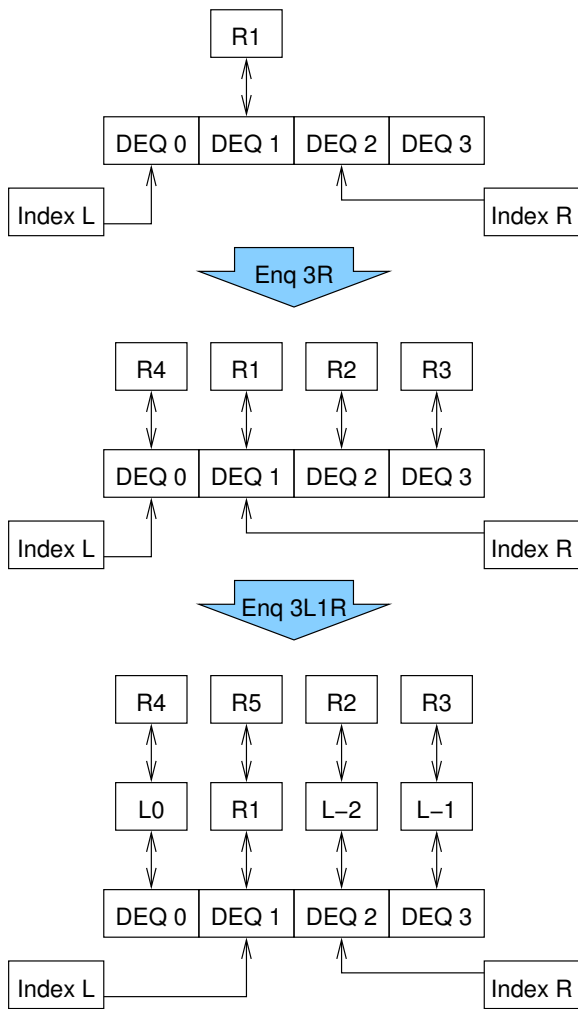 R1
DEQ 0 DEQ 1 DEQ 2 DEQ 3
Index L Index R
Enq 3R
R4 R1 R2 R3
DEQ 0 DEQ 1 DEQ 2 DEQ 3
Index L Index R
Enq 3L1R
R4 R5 R2 R3
L0 R1 L−2 L−1
DEQ 0 DEQ 1 DEQ 2 DEQ 3
Index L Index R